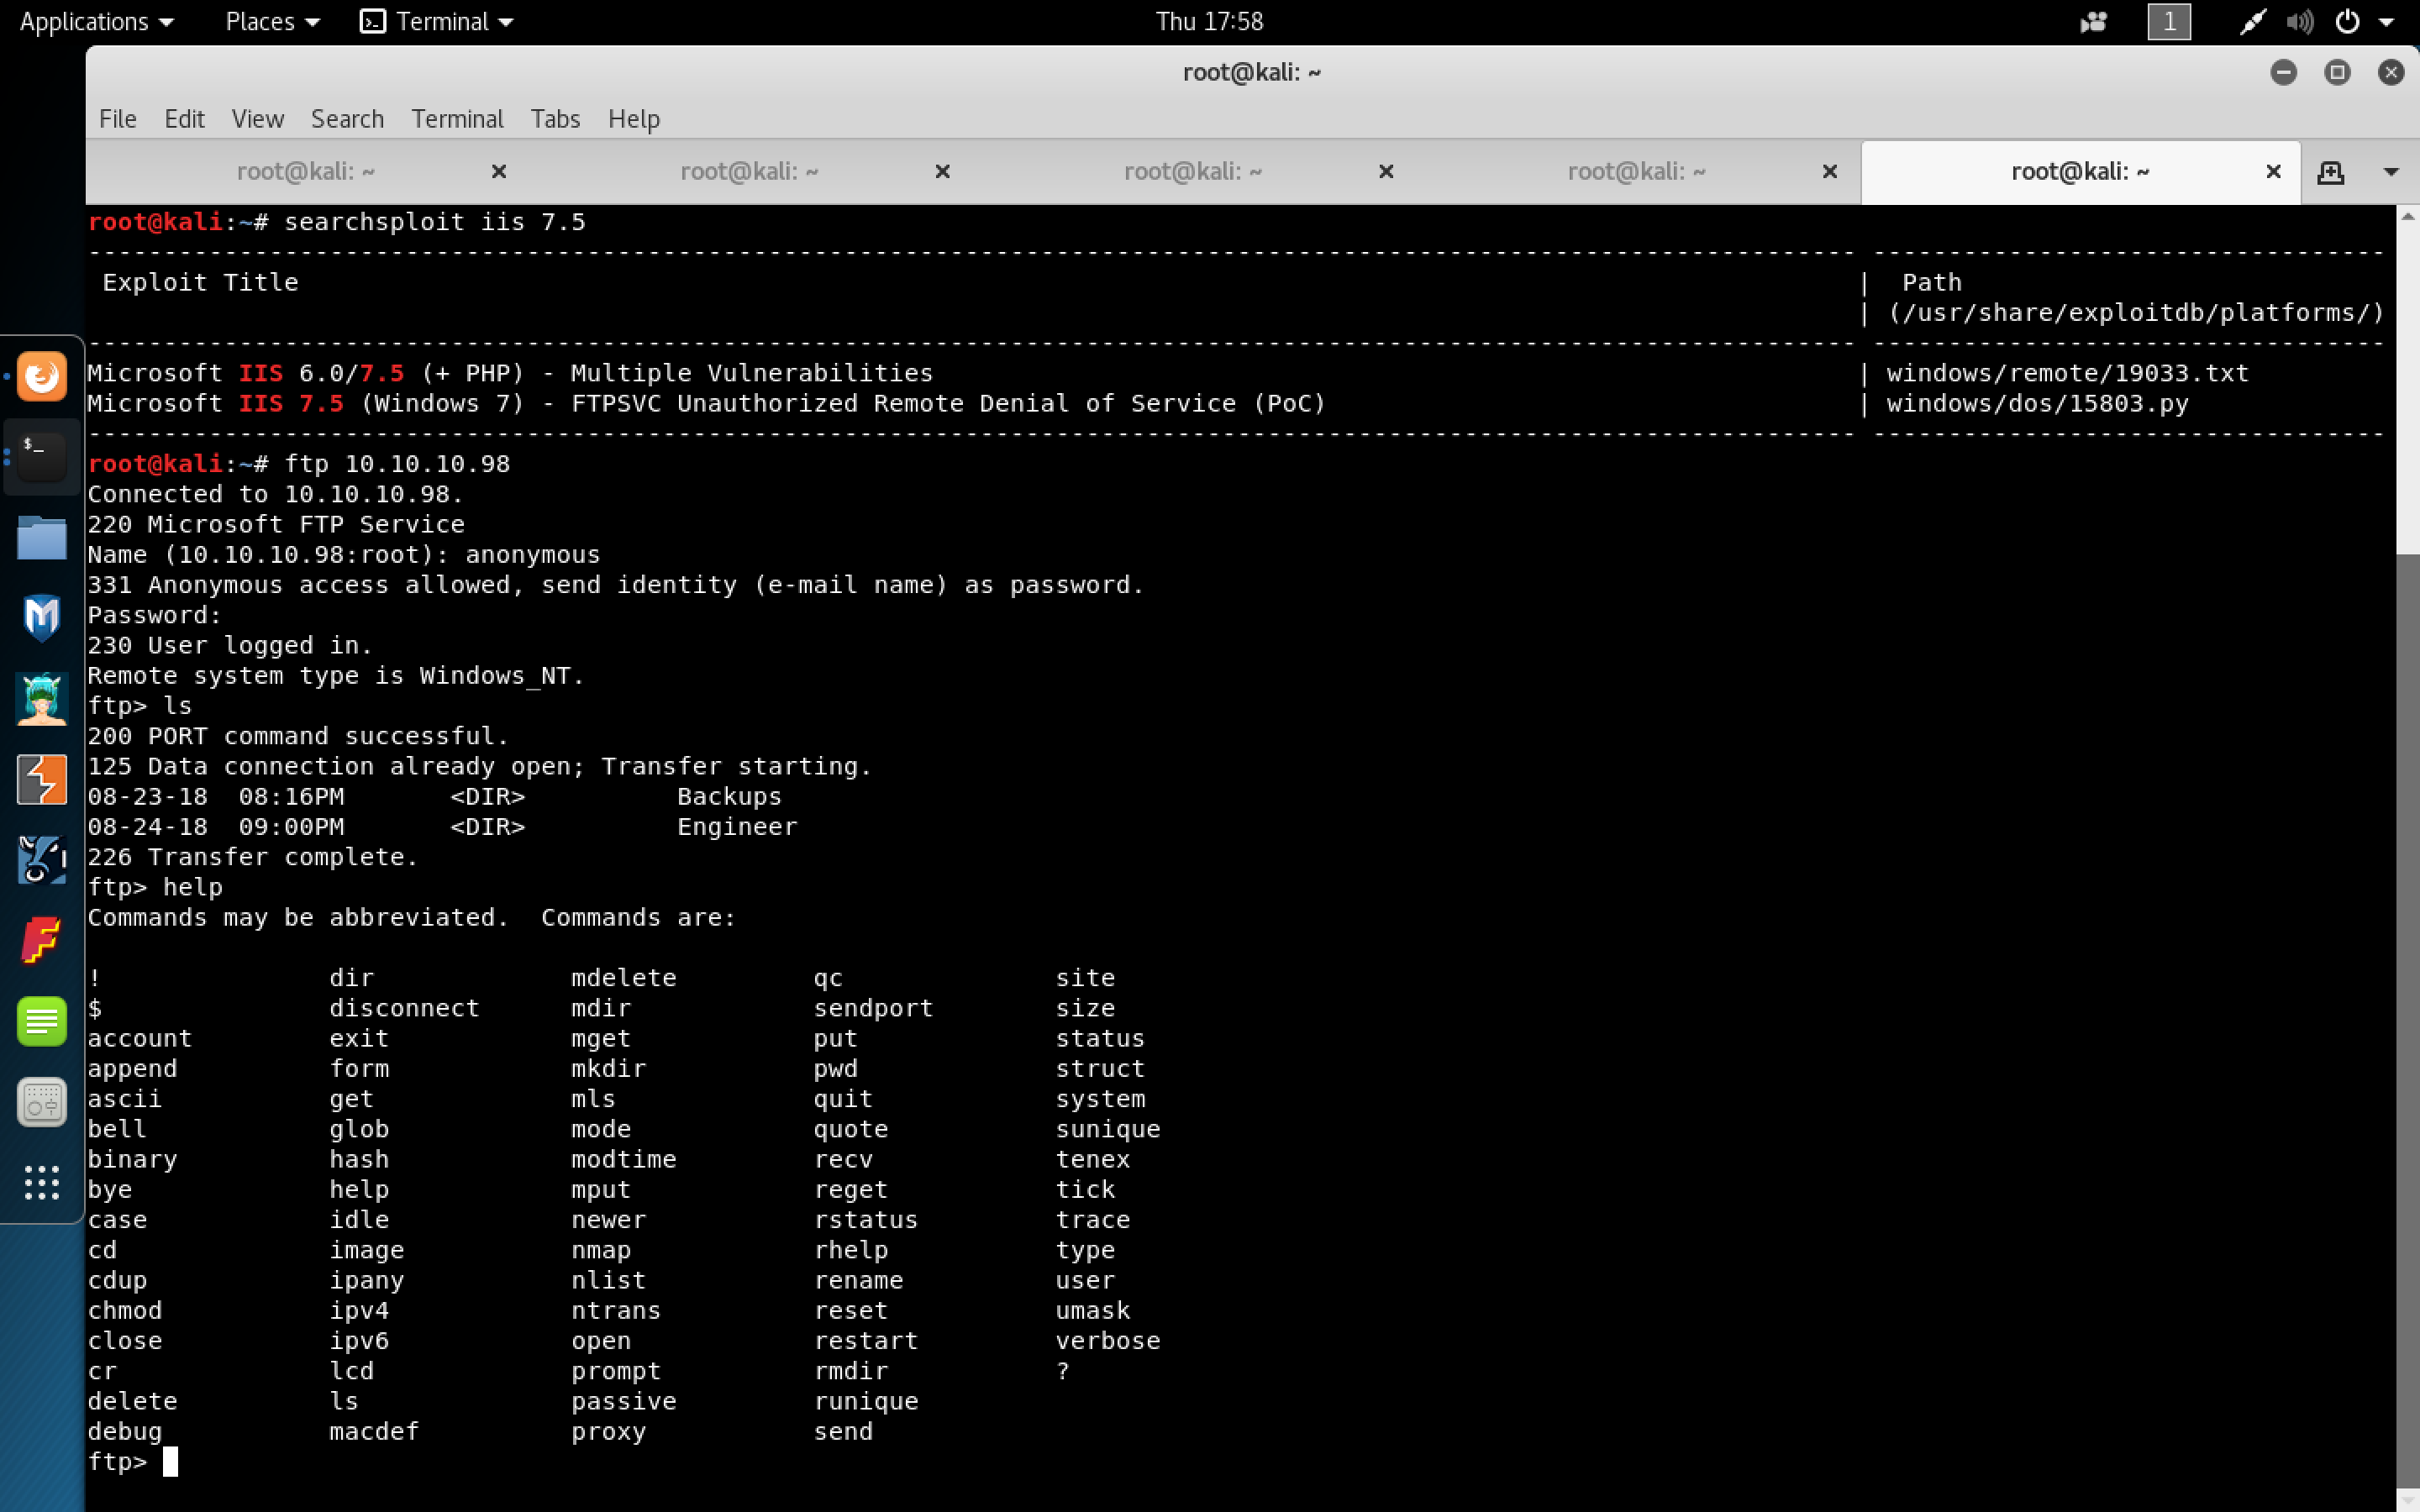 Applications Places Terminal Thu 17:58 1
root@kali: ~
File Edit View Search Terminal Tabs Help
root@kali: ~ root@kali: ~ root@kali: ~ root@kali: ~ root@kali: ~
root@kali:~# searchsploit iis 7.5
--------------------------------------------------------------------------------------------------------------------- ----------------------------------
Exploit Title | Path
| (/usr/share/exploitdb/platforms/)
--------------------------------------------------------------------------------------------------------------------- ----------------------------------
Microsoft IIS 6.0/7.5 (+ PHP) - Multiple Vulnerabilities | windows/remote/19033.txt
Microsoft IIS 7.5 (Windows 7) - FTPSVC Unauthorized Remote Denial of Service (PoC) | windows/dos/15803.py
--------------------------------------------------------------------------------------------------------------------- ----------------------------------
root@kali:~# ftp 10.10.10.98
Connected to 10.10.10.98.
220 Microsoft FTP Service
Name (10.10.10.98:root): anonymous
331 Anonymous access allowed, send identity (e-mail name) as password.
Password:
230 User logged in.
Remote system type is Windows_NT.
ftp> ls
200 PORT command successful.
125 Data connection already open; Transfer starting.
08-23-18 08:16PM <DIR> Backups
08-24-18 09:00PM <DIR> Engineer
226 Transfer complete.
ftp> help
Commands may be abbreviated. Commands are:
! dir mdelete qc site
$ disconnect mdir sendport size
account exit mget put status
append form mkdir pwd struct
ascii get mls quit system
bell glob mode quote sunique
binary hash modtime recv tenex
bye help mput reget tick
case idle newer rstatus trace
cd image nmap rhelp type
cdup ipany nlist rename user
chmod ipv4 ntrans reset umask
close ipv6 open restart verbose
cr lcd prompt rmdir ?
delete ls passive runique
debug macdef proxy send
ftp>